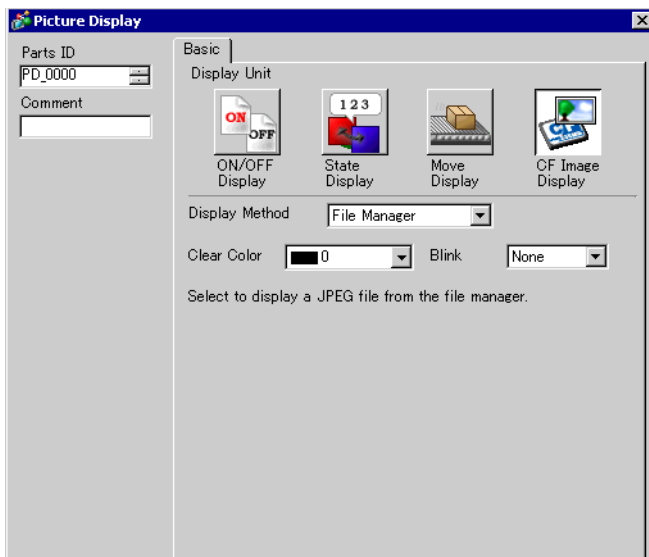 Picture Display
Parts ID
PD_0000
Comment
Basic
Display Unit
ON
OFF
ON/OFF
Display
123
State
Display
Move
Display
CF Image
Display
Display Method
File Manager
Clear Color
0
Blink
None
Select to display a JPEG file from the file manager.